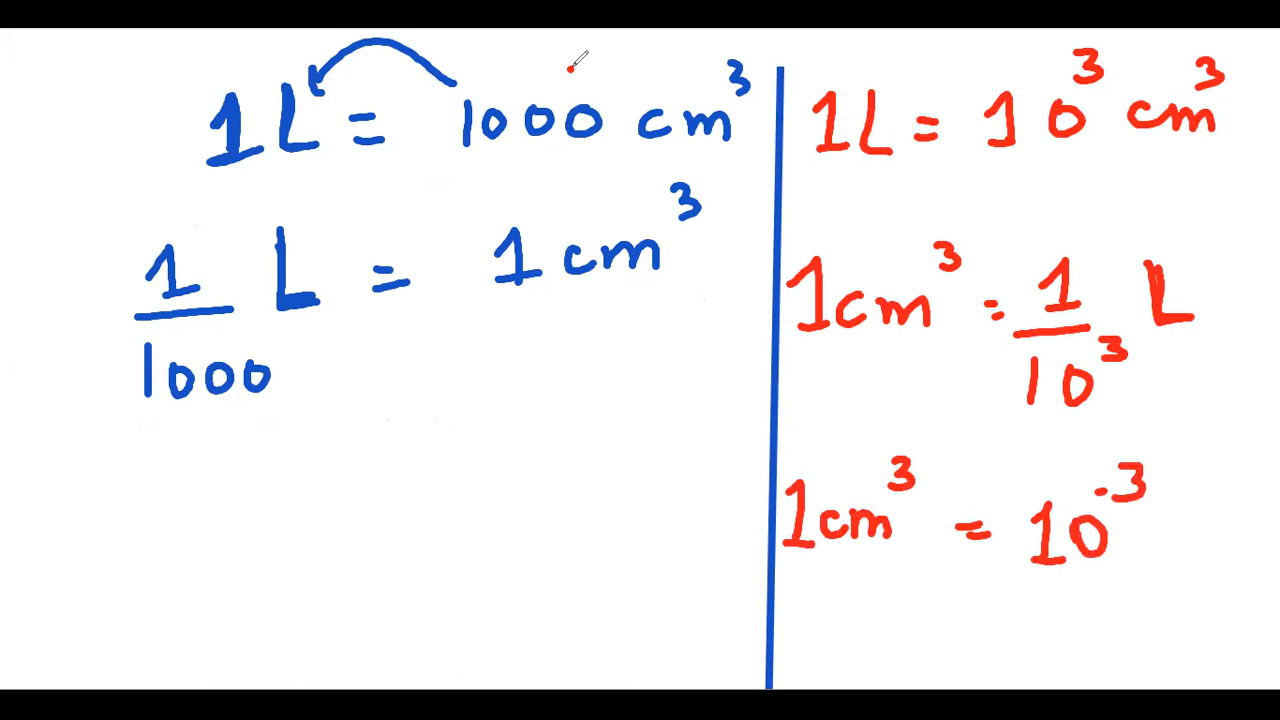 1L = 1000 cm³
1/1000 L = 1 cm³
1L = 10³ cm³
1cm³ = 1/10³ L
1cm³ = 10⁻³